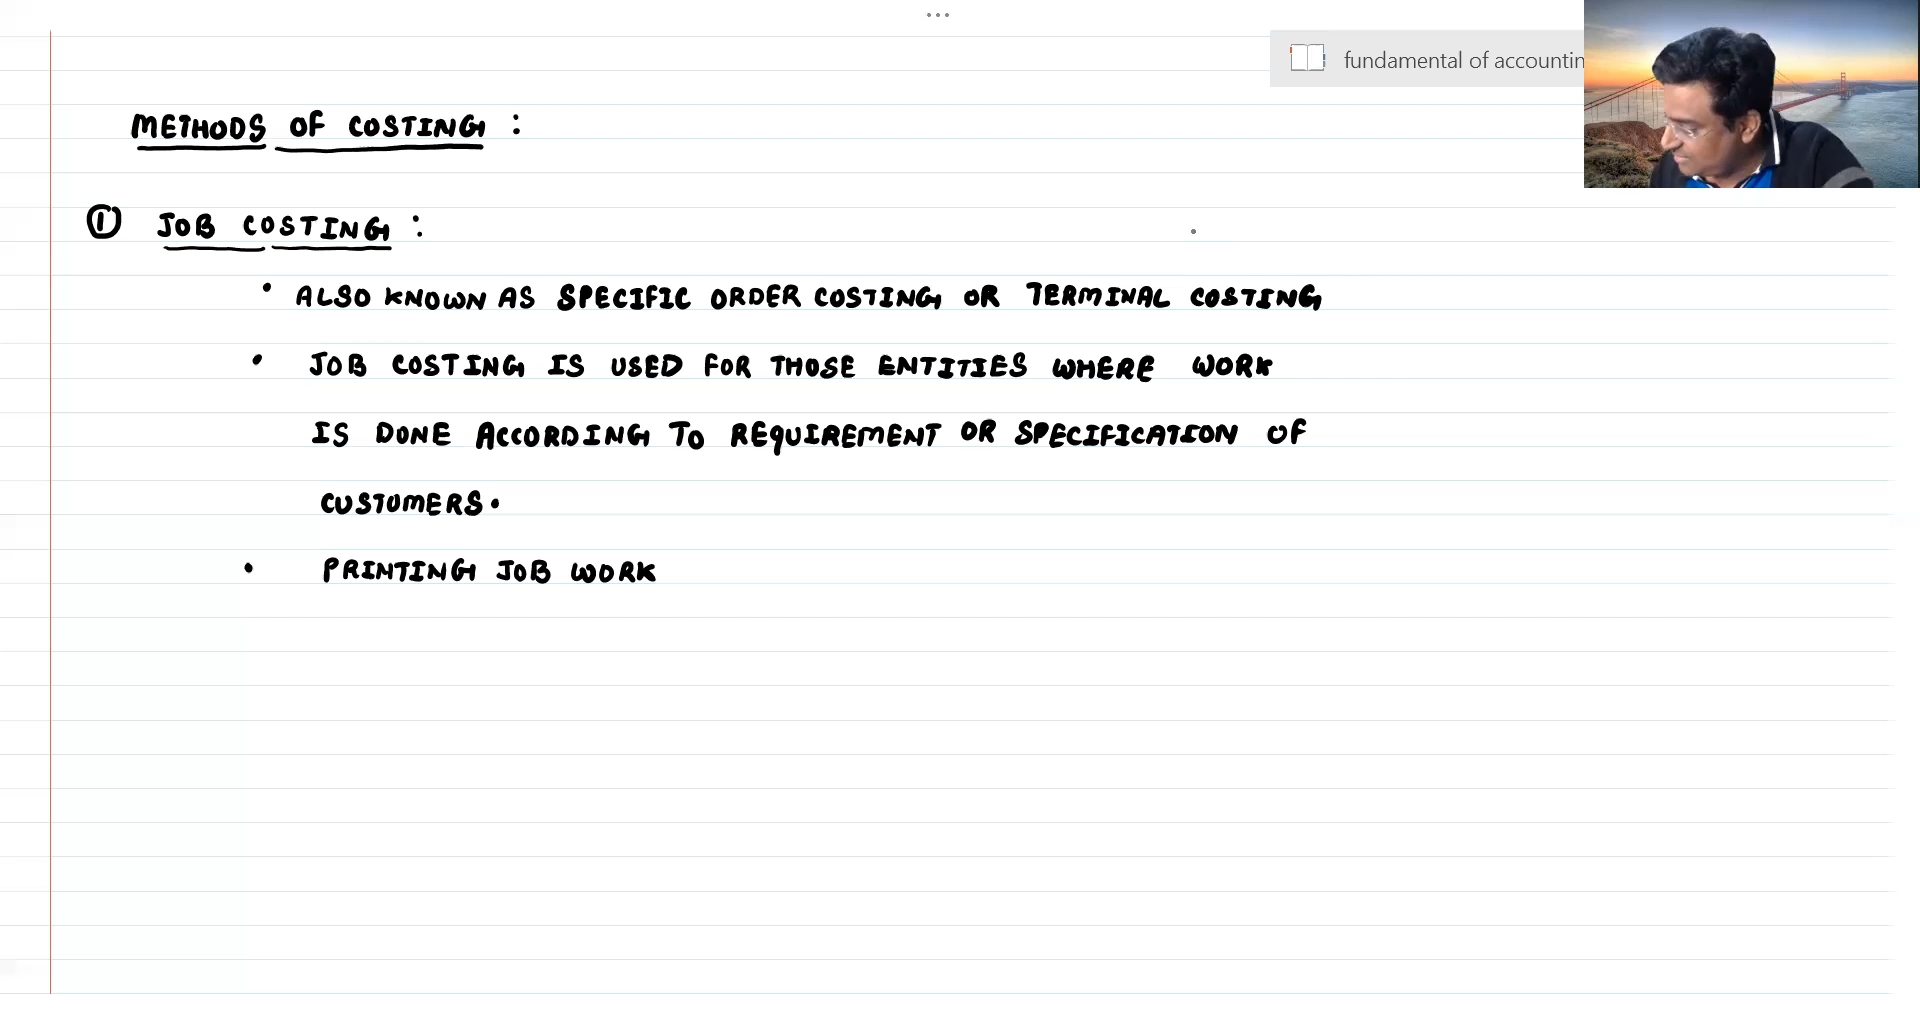 fundamental of accountin
METHODS OF COSTING :
① JOB COSTING :
• ALSO KNOWN AS SPECIFIC ORDER COSTING OR TERMINAL COSTING
• JOB COSTING IS USED FOR THOSE ENTITIES WHERE WORK
IS DONE ACCORDING TO REQUIREMENT OR SPECIFICATION OF
CUSTOMERS.
• PRINTING JOB WORK